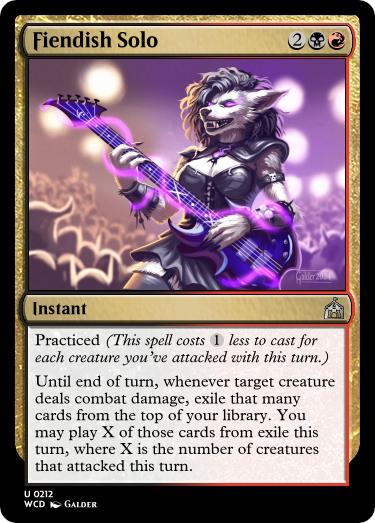 Fiendish Solo 2
Galder2024
Instant
Practiced (This spell costs 1 less to cast for
each creature you've attacked with this turn.)
Until end of turn, whenever target creature
deals combat damage, exile that many
cards from the top of your library. You
may play X of those cards from exile this
turn, where X is the number of creatures
that attacked this turn.
U 0212
WCD Galder